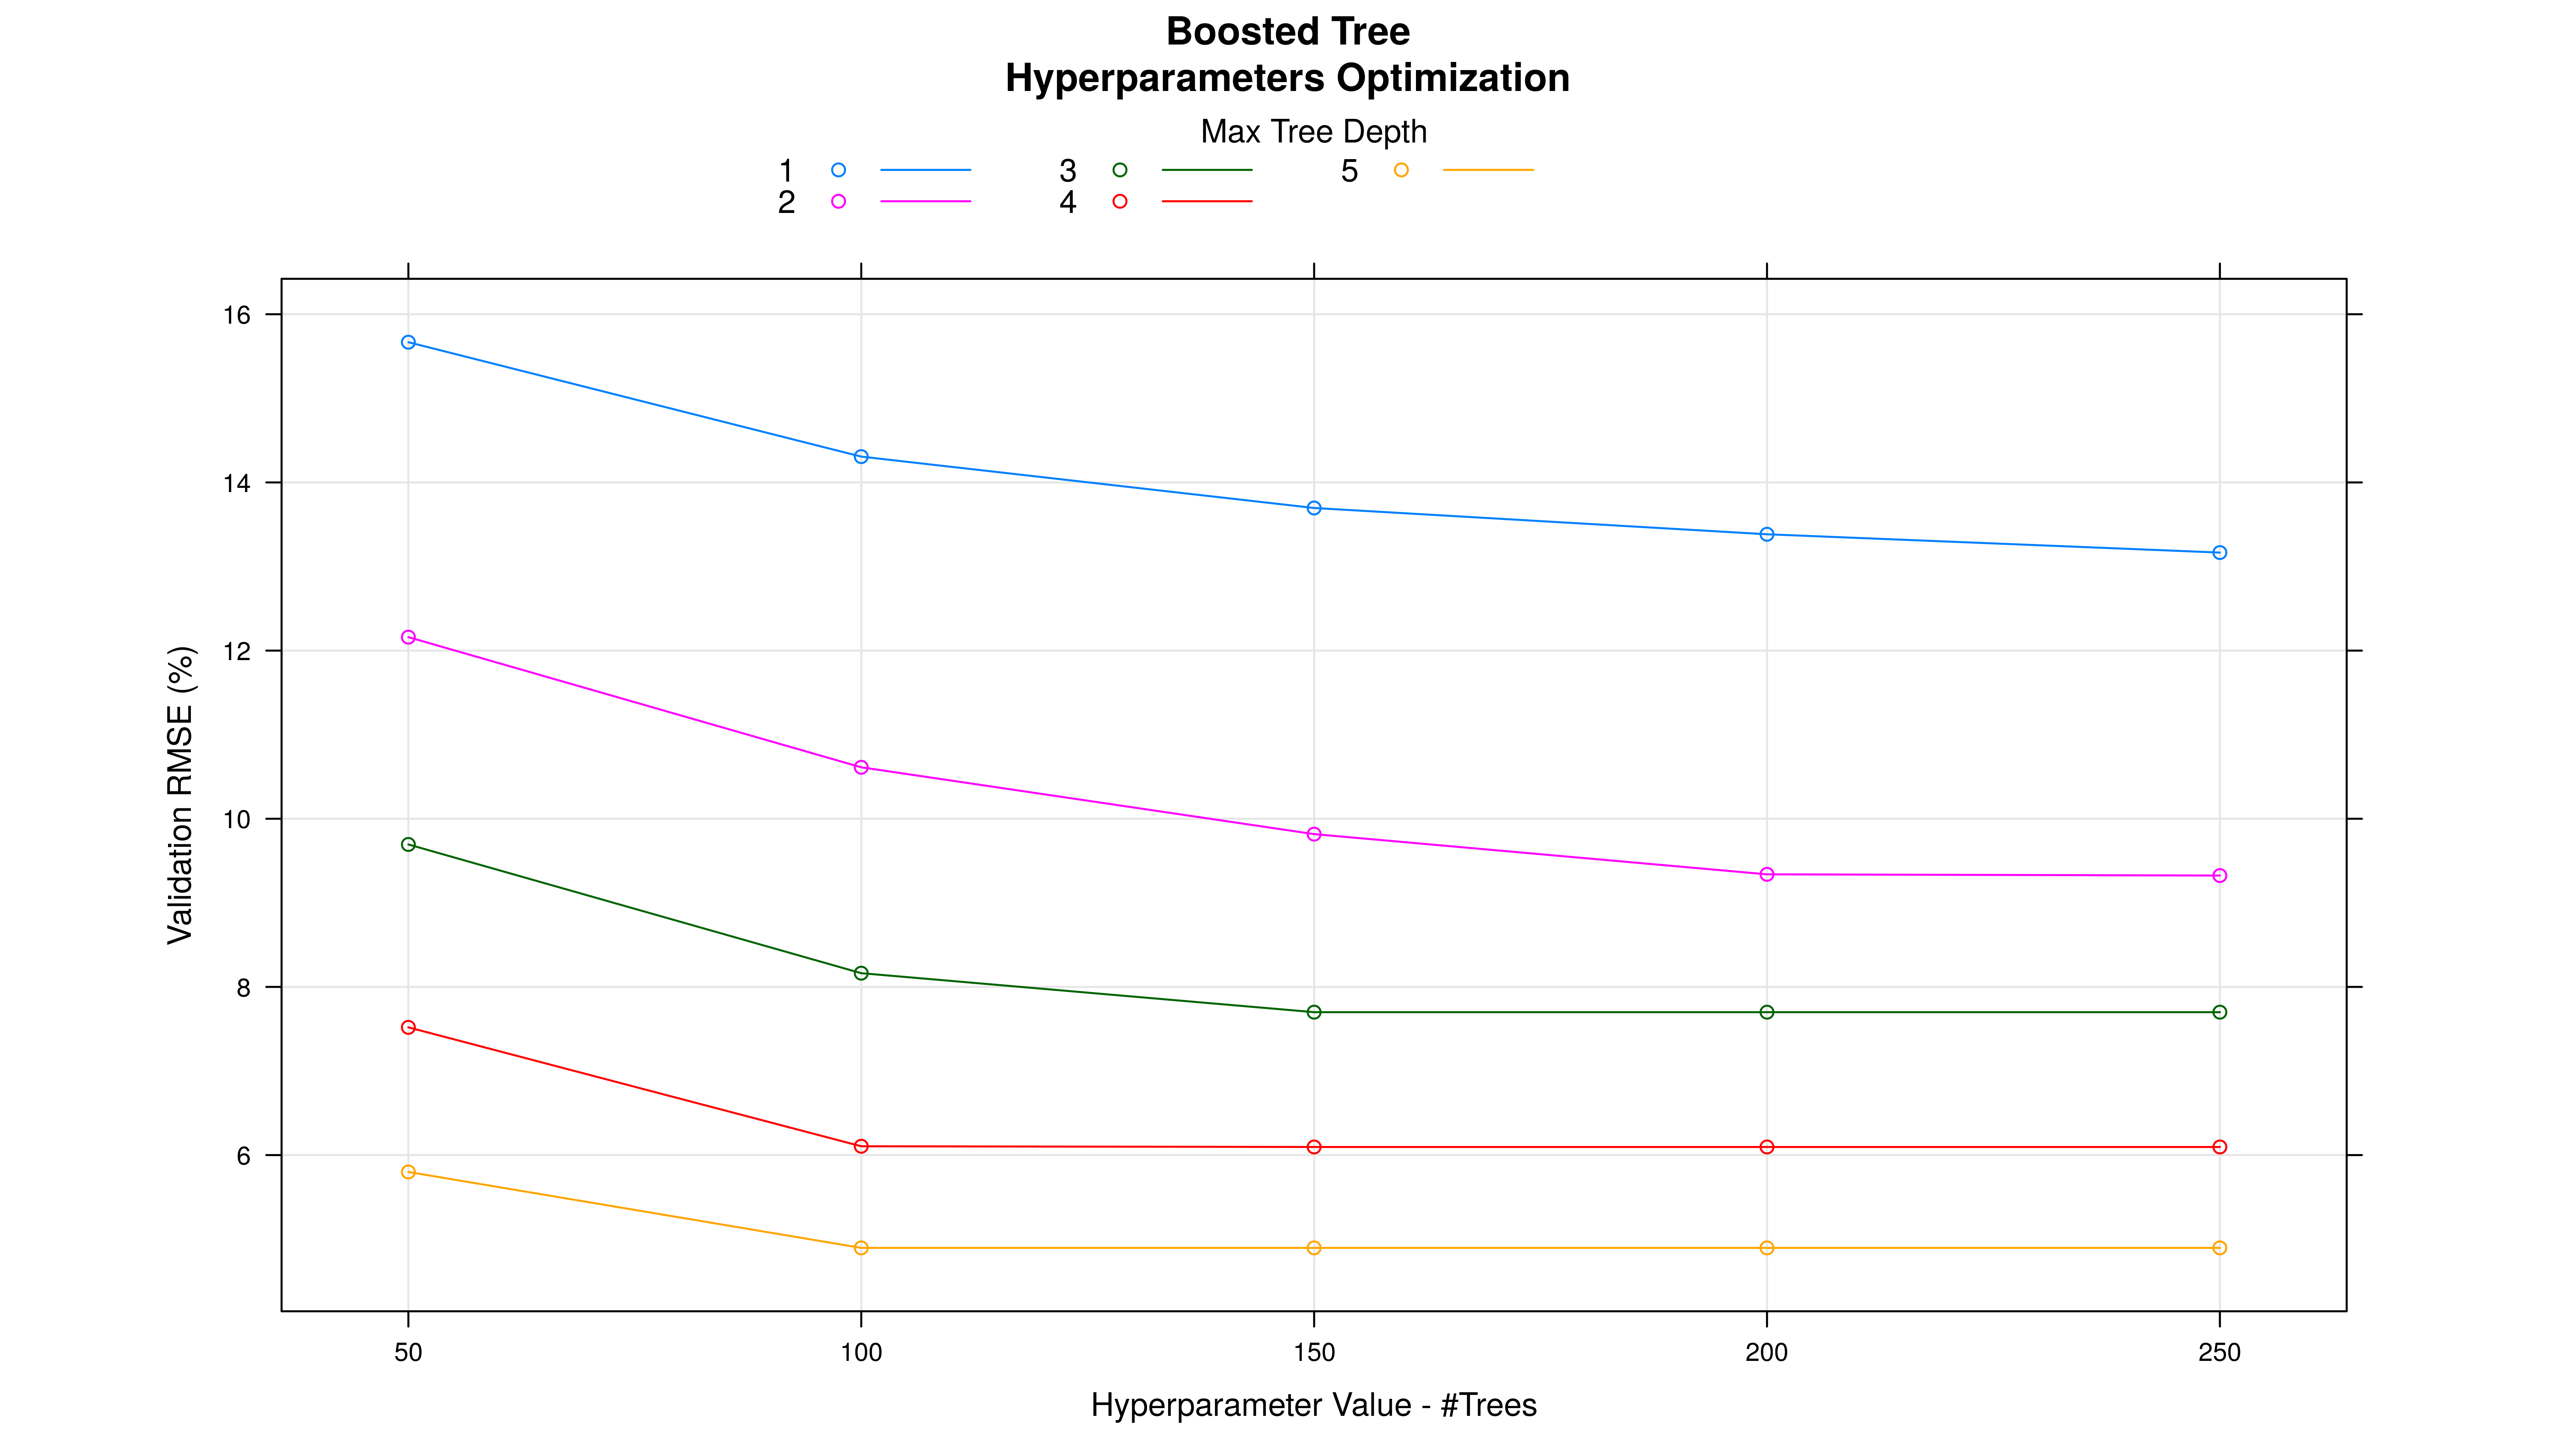 Boosted Tree
Hyperparameters Optimization
Max Tree Depth
1 3 5
2 4
16
14
12
10
8
6
Validation RMSE (%)
50 100 150 200 250
Hyperparameter Value - #Trees